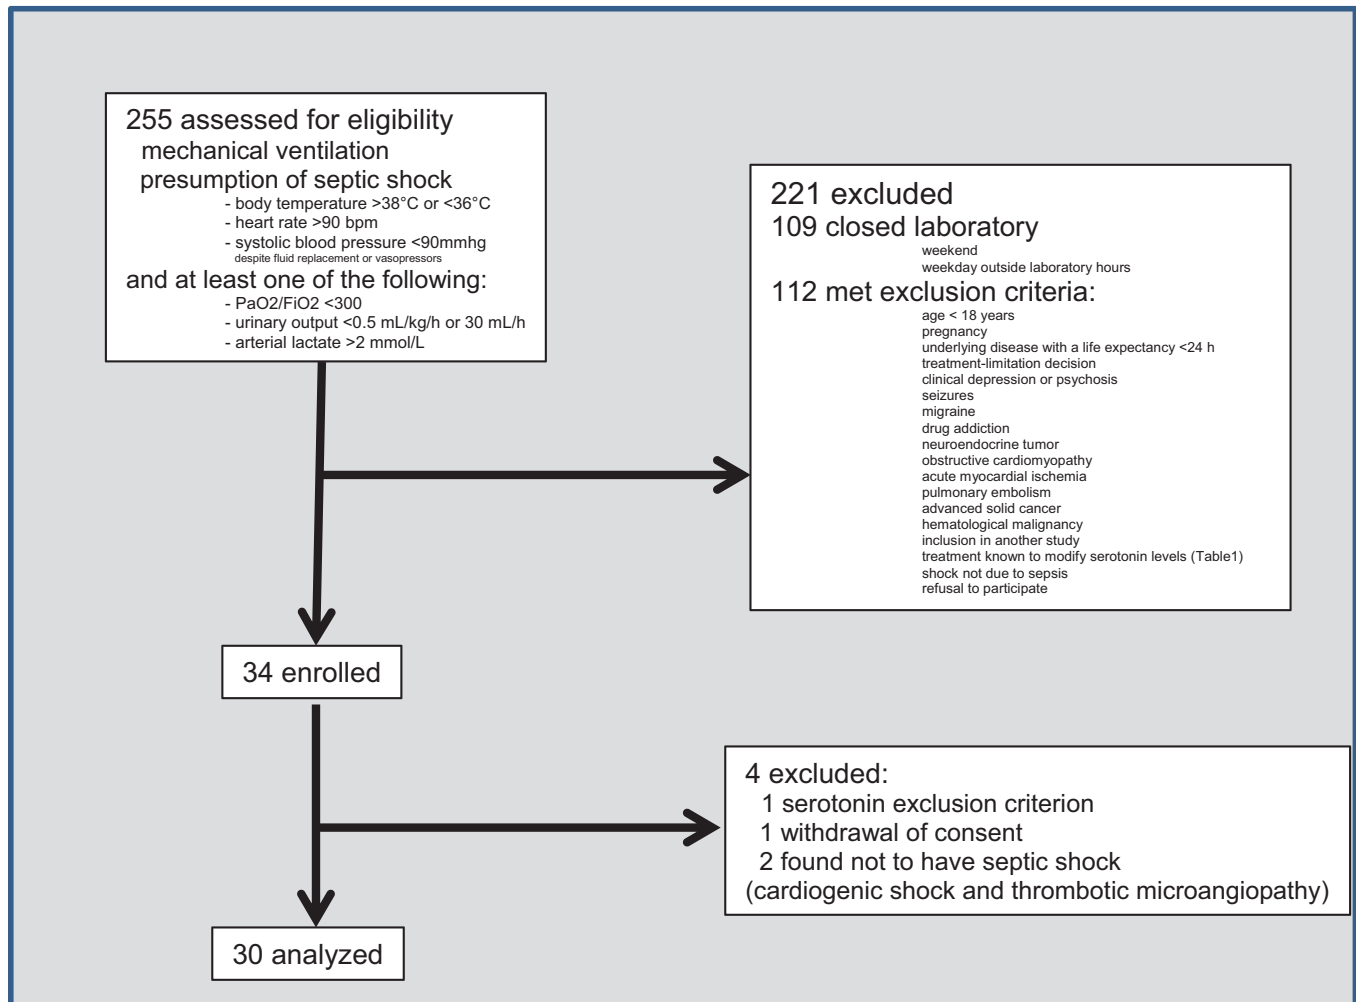 255 assessed for eligibility
mechanical ventilation
presumption of septic shock
- body temperature >38°C or <36°C
- heart rate >90 bpm
- systolic blood pressure <90mmhg
despite fluid replacement or vasopressors
and at least one of the following:
- PaO2/FiO2 <300
- urinary output <0.5 mL/kg/h or 30 mL/h
- arterial lactate >2 mmol/L
221 excluded
109 closed laboratory
weekend
weekday outside laboratory hours
112 met exclusion criteria:
age < 18 years
pregnancy
underlying disease with a life expectancy <24 h
treatment-limitation decision
clinical depression or psychosis
seizures
migraine
drug addiction
neuroendocrine tumor
obstructive cardiomyopathy
acute myocardial ischemia
pulmonary embolism
advanced solid cancer
hematological malignancy
inclusion in another study
treatment known to modify serotonin levels (Table1)
shock not due to sepsis
refusal to participate
34 enrolled
4 excluded:
1 serotonin exclusion criterion
1 withdrawal of consent
2 found not to have septic shock
(cardiogenic shock and thrombotic microangiopathy)
30 analyzed